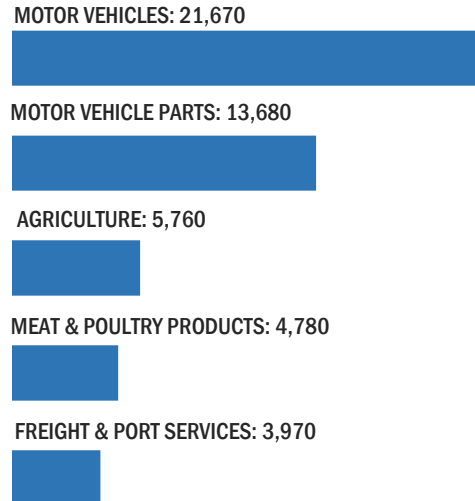 MOTOR VEHICLES: 21,670
MOTOR VEHICLE PARTS: 13,680
AGRICULTURE: 5,760
MEAT & POULTRY PRODUCTS: 4,780
FREIGHT & PORT SERVICES: 3,970